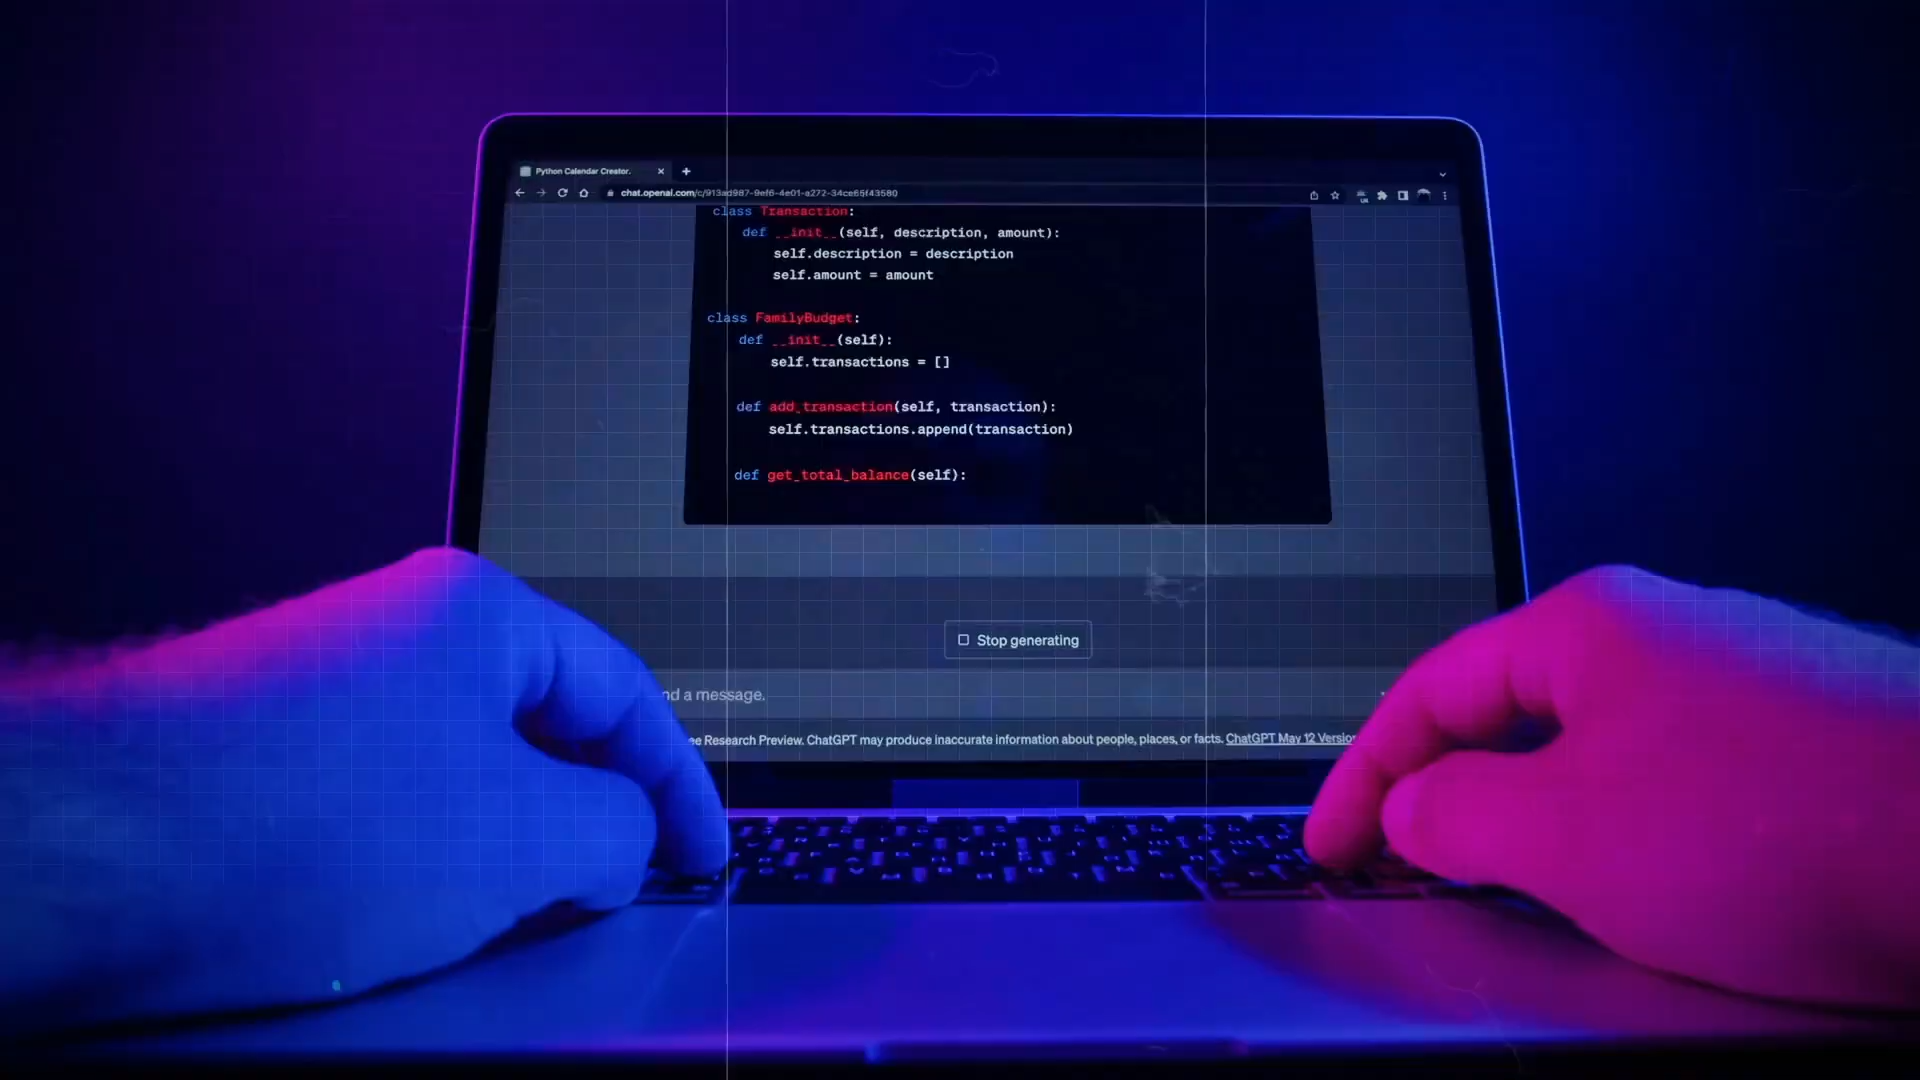 Python Calendar Creator.
chat.openai.com/c/913ad987-9ef6-4e01-a272-34ce65f43580
class Transaction:
def __init__(self, description, amount):
self.description = description
self.amount = amount
class FamilyBudget:
def __init__(self):
self.transactions = []
def add_transaction(self, transaction):
self.transactions.append(transaction)
def get_total_balance(self):
Stop generating
a message.
Research Preview. ChatGPT may produce inaccurate information about people, places, or facts. ChatGPT May 12 Version